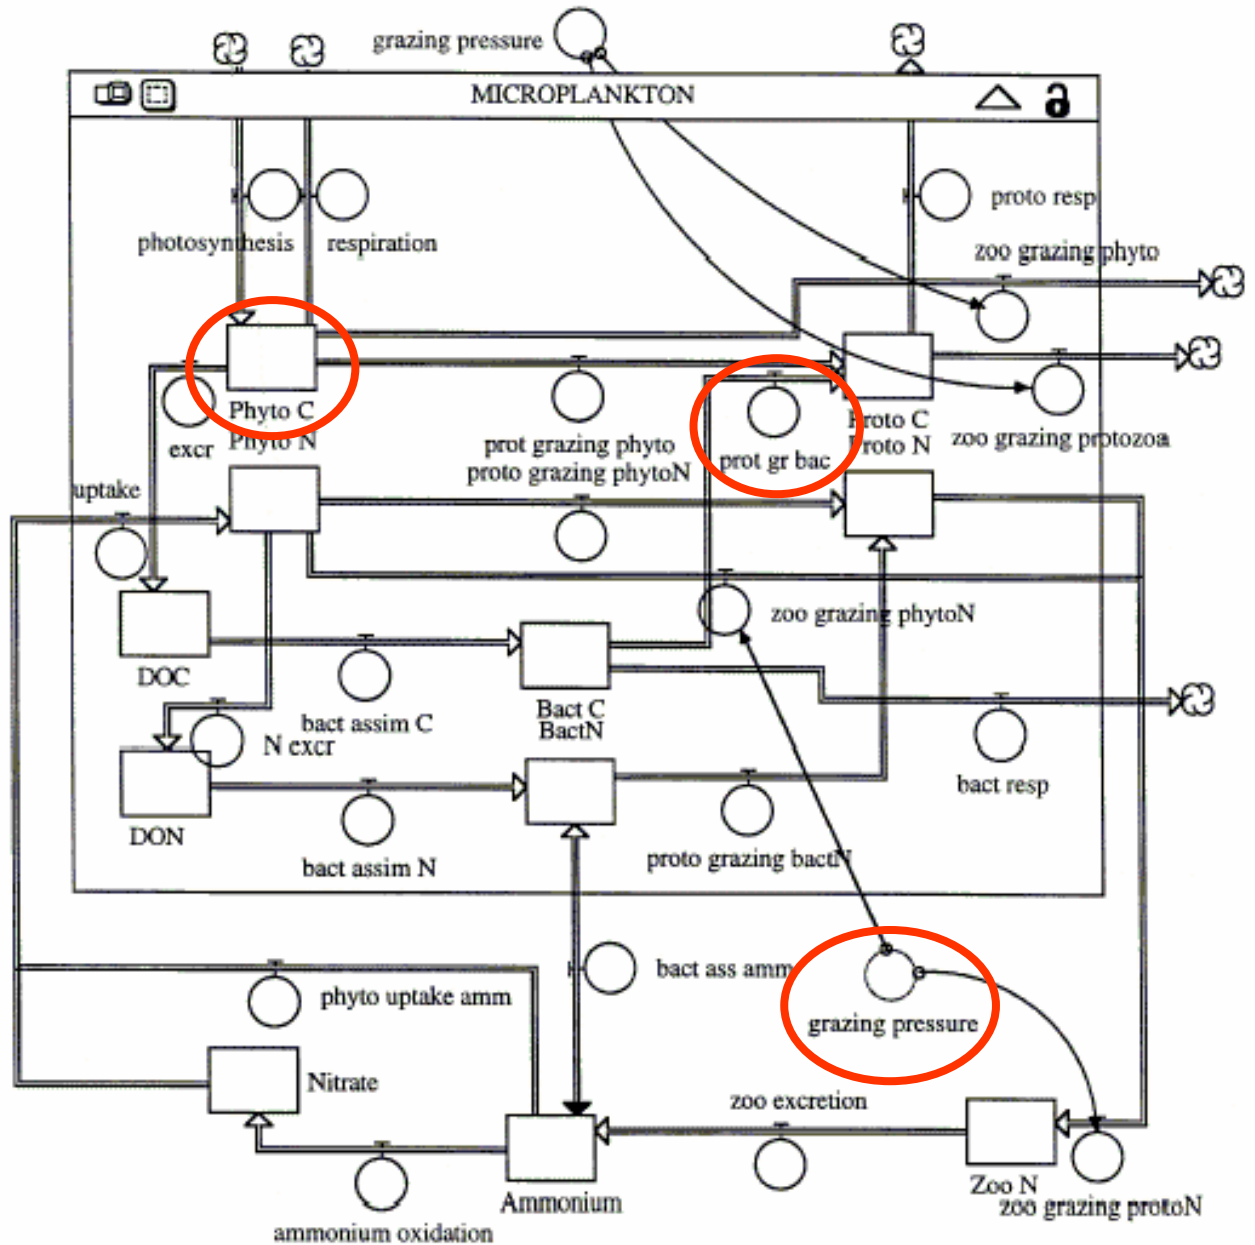 grazing pressure
MICROPLANKTON
proto resp
photosynthesis
respiration
zoo grazing phyto
Phyto C
Phyto N
excr
prot grazing phyto
proto grazing phytoN
prot gr bac
Proto C
Proto N
zoo grazing protozoa
uptake
zoo grazing phytoN
DOC
bact assim C
Bact C
BactN
N excr
bact resp
DON
bact assim N
proto grazing bactN
bact ass amm
phyto uptake amm
grazing pressure
Nitrate
zoo excretion
Ammonium
Zoo N
zoo grazing protoN
ammonium oxidation